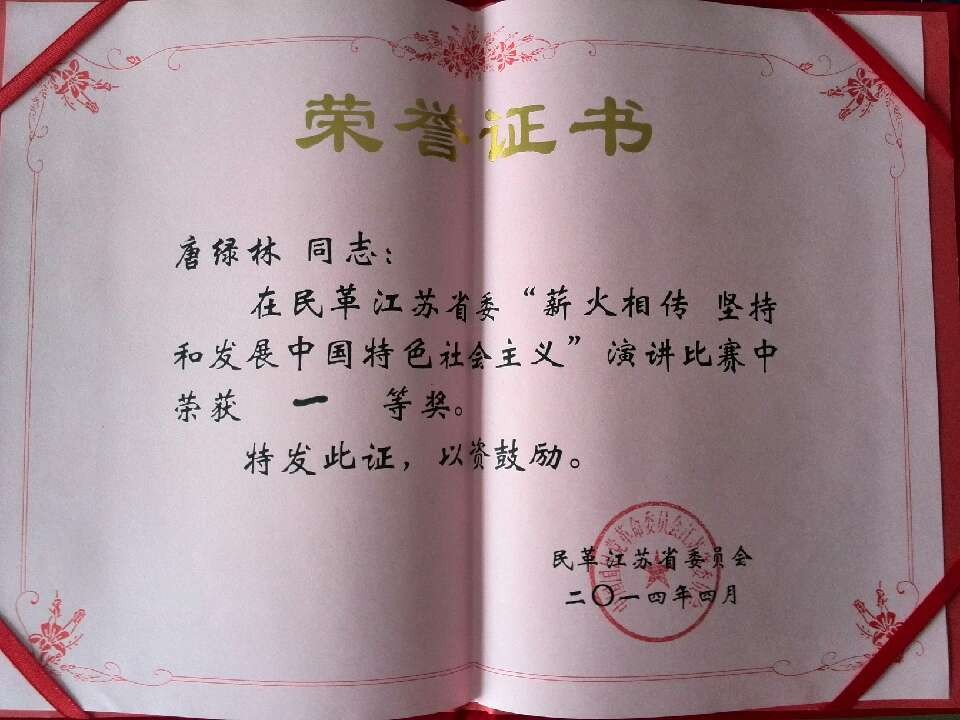 荣誉证书
唐绿林 同志：
在民革江苏省委“薪火相传 坚持
和发展中国特色社会主义”演讲比赛中
荣获 一 等奖。
特发此证，以资鼓励。
民革江苏省委员会
二〇一四年四月